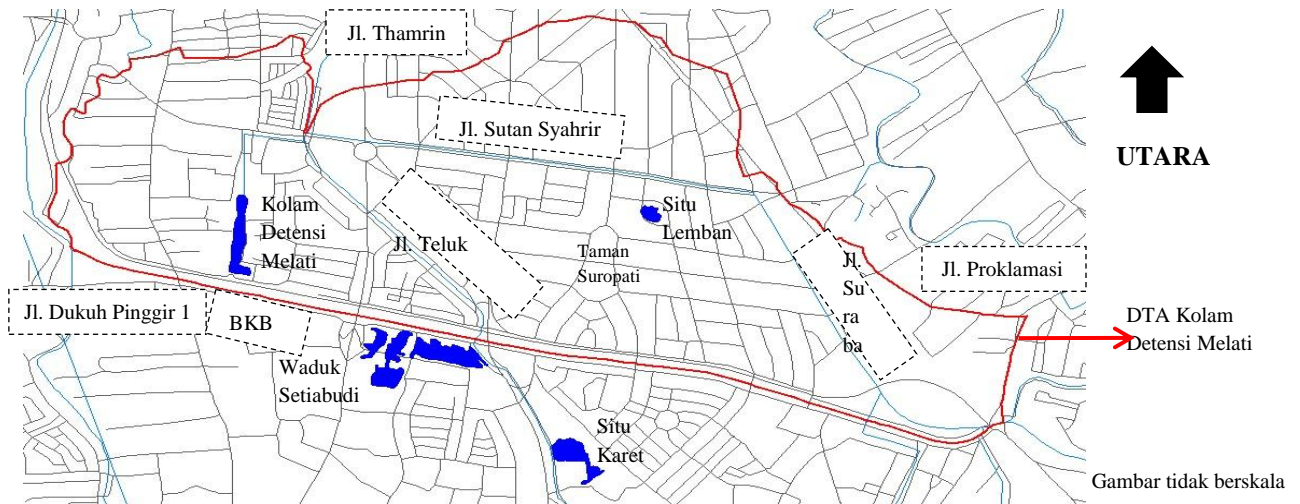 Jl. Thamrin
Jl. Sutan Syahrir
UTARA
Kolam
Detensi
Melati
Situ
Lemban
Jl. Teluk
Taman
Suropati
Jl.
Su
ra
ba
Jl. Proklamasi
Jl. Dukuh Pinggir 1
BKB
DTA Kolam
Detensi Melati
Waduk
Setiabudi
Situ
Karet
Gambar tidak berskala